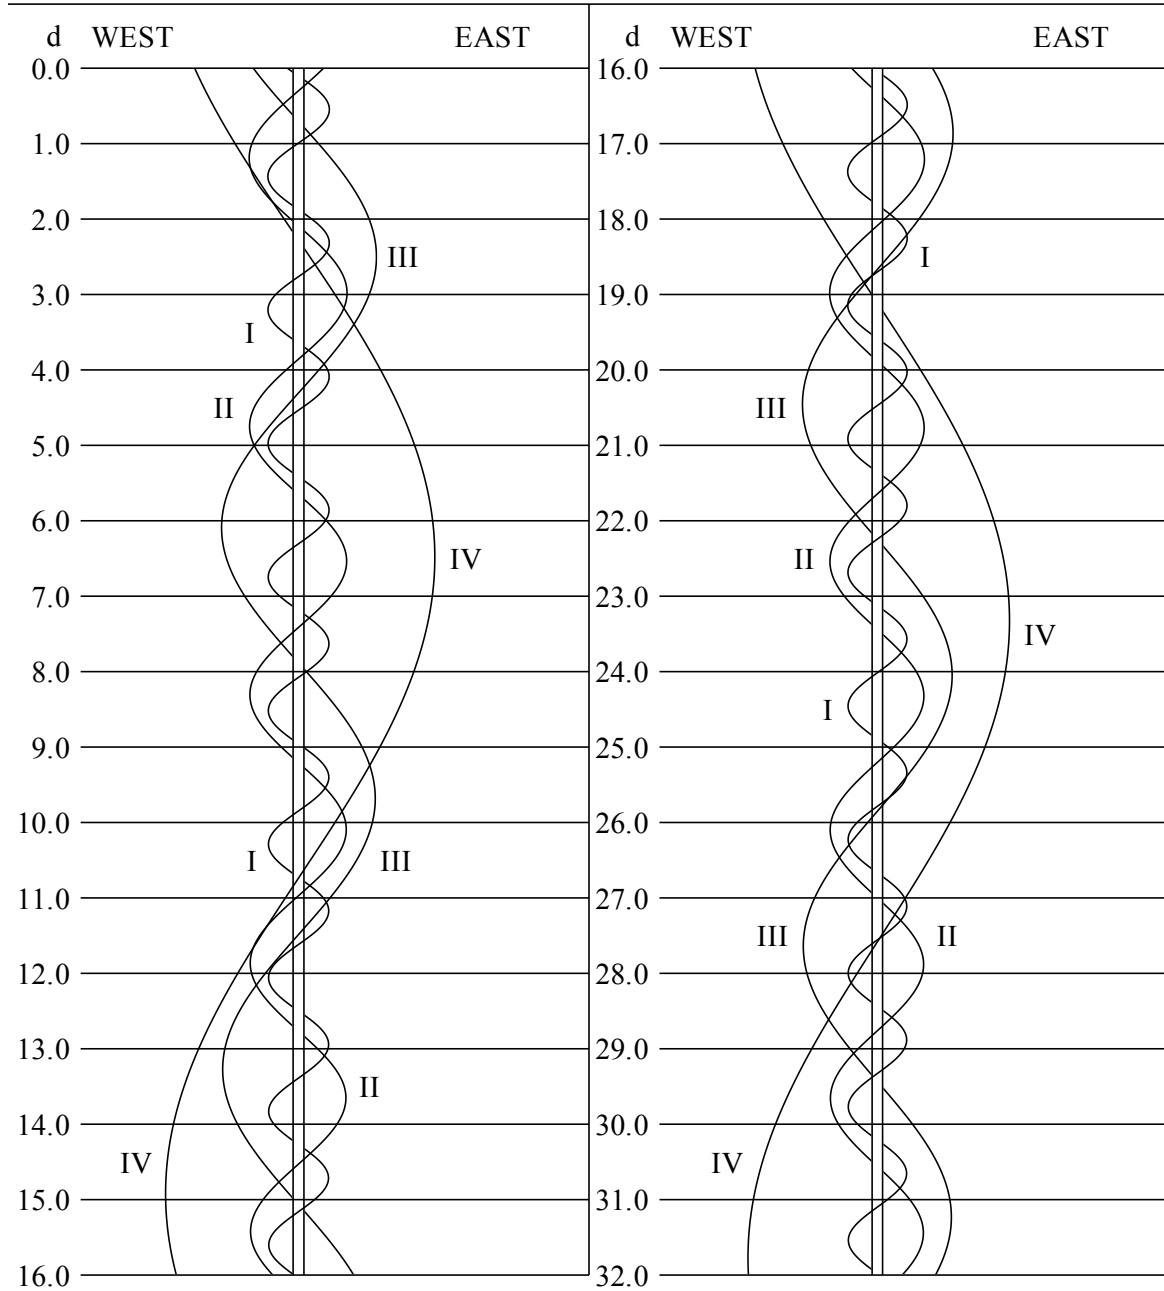 d WEST EAST d WEST EAST
0.0 16.0
1.0 17.0
2.0 18.0
III I
3.0 19.0
I
4.0 20.0
II III
5.0 21.0
6.0 22.0
IV II
7.0 23.0
IV
8.0 24.0
I
9.0 25.0
10.0 26.0
I III
11.0 27.0
III II
12.0 28.0
13.0 29.0
II
14.0 30.0
IV IV
15.0 31.0
16.0 32.0